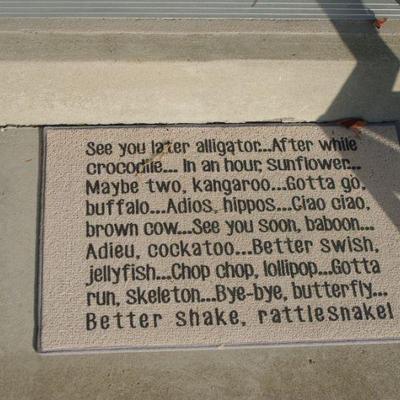 See you later alligator...After while
crocodile... In an hour, sunflower...
Maybe two, kangaroo...Gotta go,
buffalo...Adios, hippos...Ciao ciao,
brown cow...See you soon, baboon...
Adieu, cockatoo...Better swish,
jellyfish...Chop chop, lollipop...Gotta
run, skeleton...Bye-bye, butterfly...
Better shake, rattlesnake!